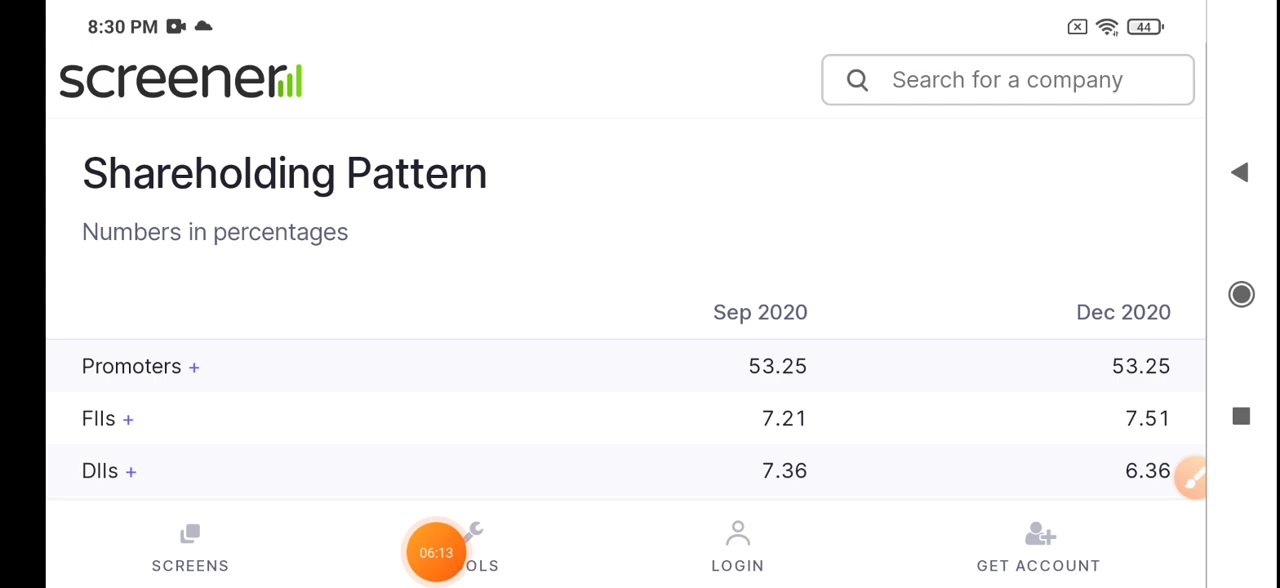 8:30 PM
44
screener
Search for a company
Shareholding Pattern
Numbers in percentages
Sep 2020 Dec 2020
Promoters + 53.25 53.25
FIIs + 7.21 7.51
DIIs + 7.36 6.36
06:13
SCREENS OLS LOGIN GET ACCOUNT